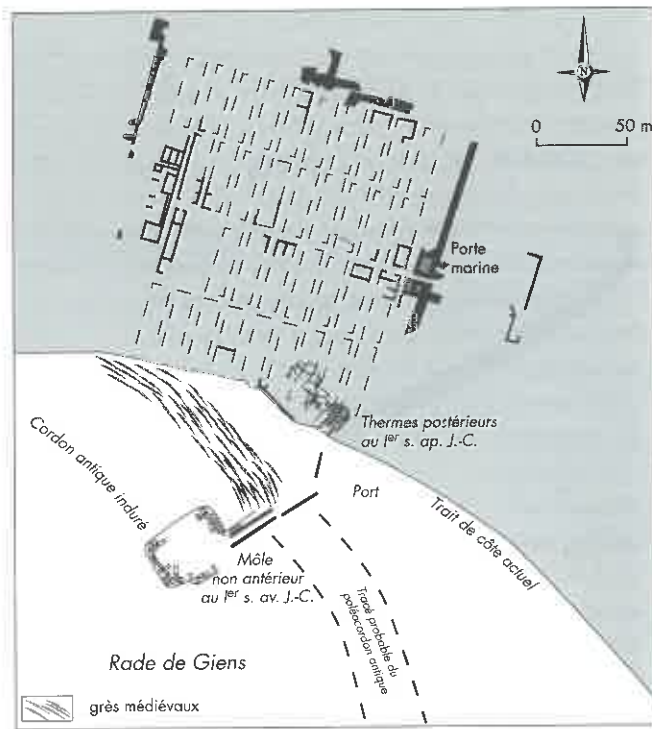 N
0 50 m
Porte
marine
Thermes postérieurs
au Ier s. ap. J.-C.
Cordon antique induré
Port
Trait de côte actuel
Môle
non antérieur
au Ier s. av. J.-C.
Tracé probable du
paléocordon antique
Rade de Giens
grès médiévaux